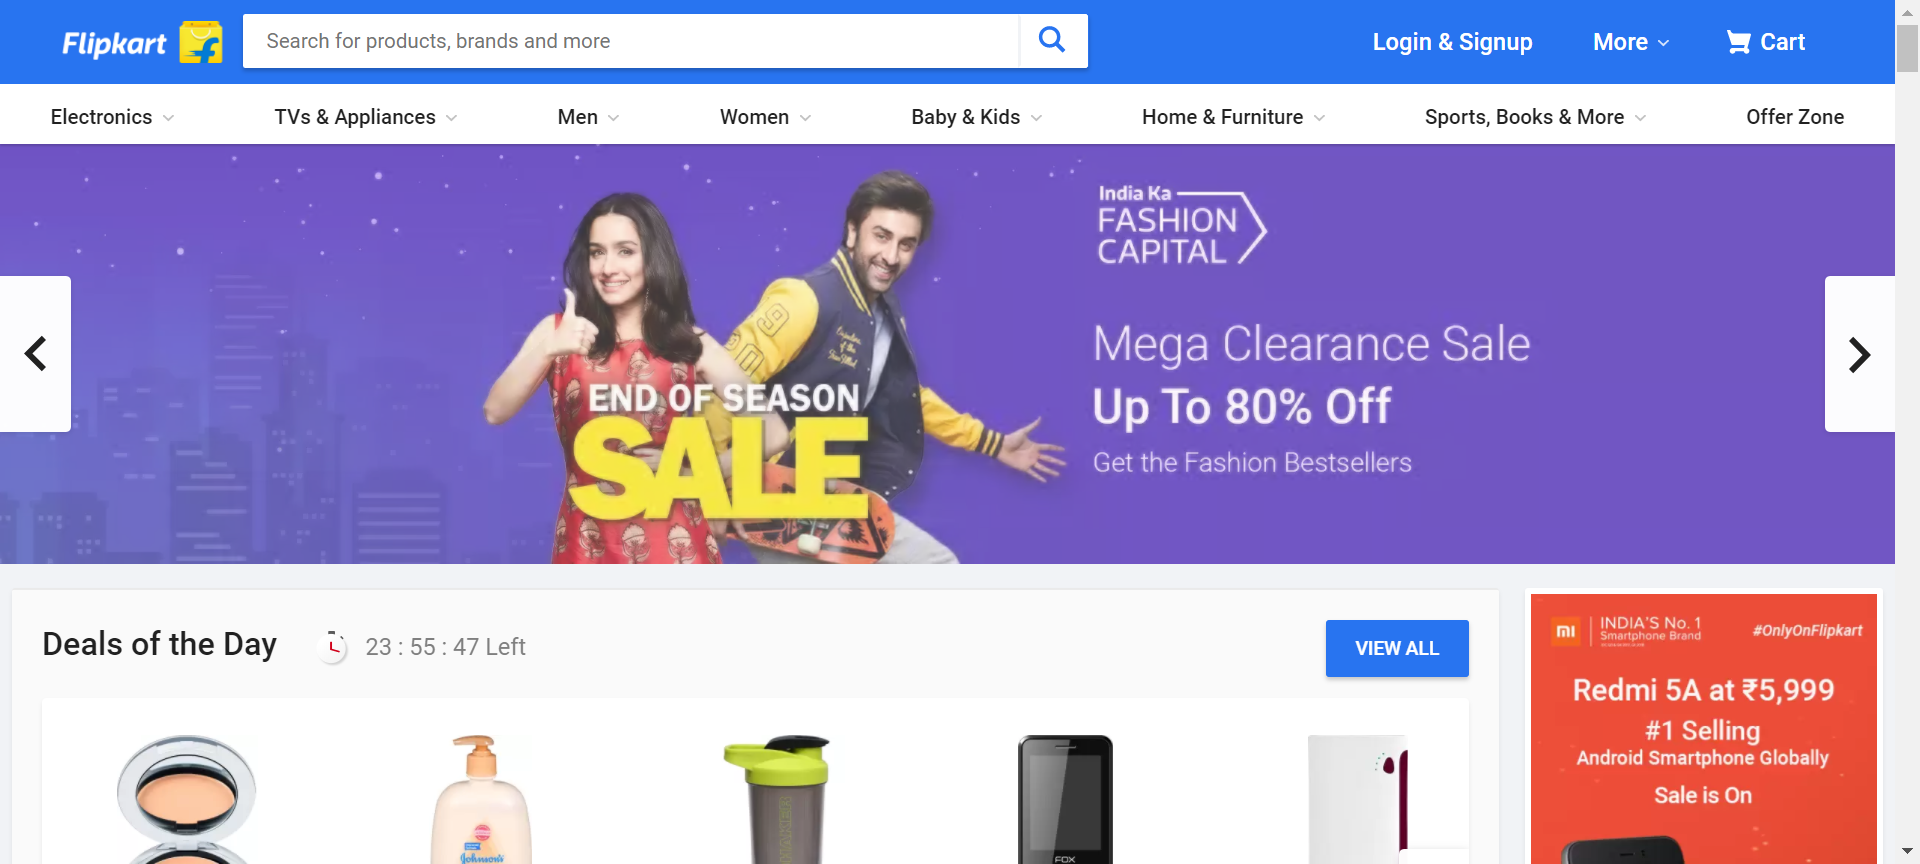 Flipkart
Search for products, brands and more
Login & Signup
More
Cart
Electronics
TVs & Appliances
Men
Women
Baby & Kids
Home & Furniture
Sports, Books & More
Offer Zone
India Ka
FASHION
CAPITAL
Mega Clearance Sale
Up To 80% Off
Get the Fashion Bestsellers
END OF SEASON
SALE
Deals of the Day
23 : 55 : 47 Left
VIEW ALL
mi
INDIA'S No. 1
Smartphone Brand
#OnlyOnFlipkart
Redmi 5A at ₹5,999
#1 Selling
Android Smartphone Globally
Sale is On
Johnson's
FOX